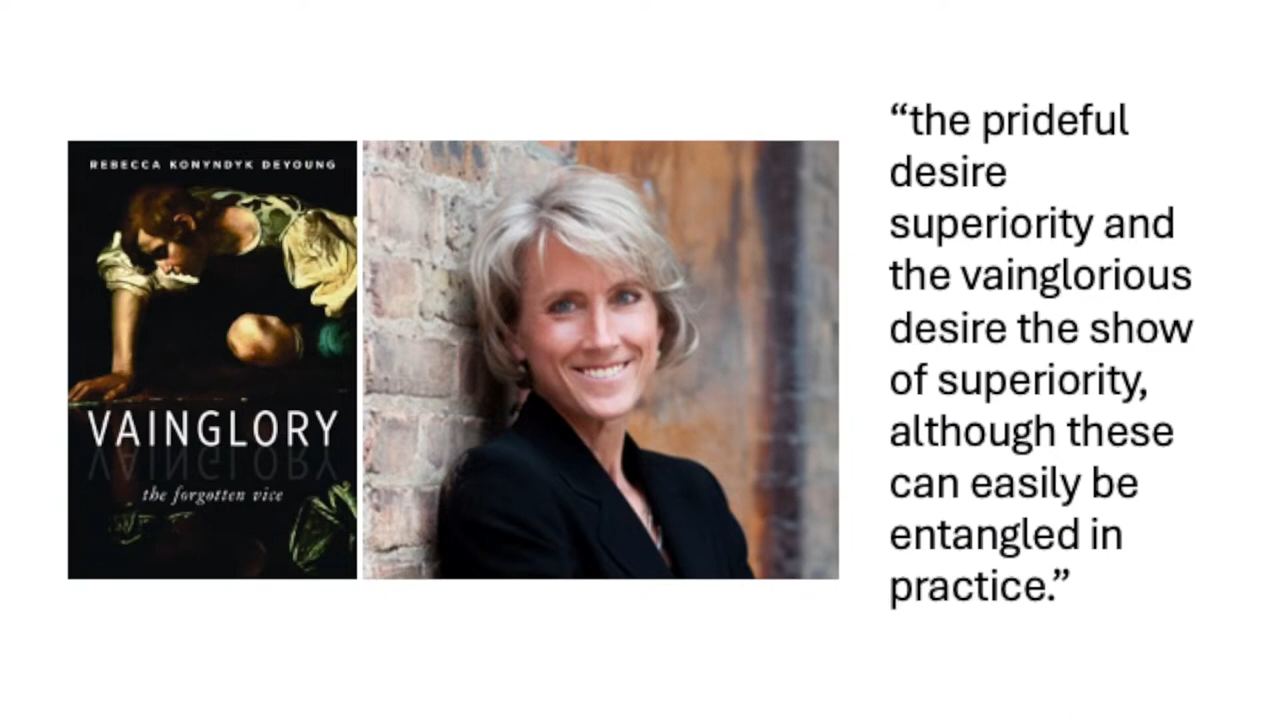 REBECCA KONYNDYK DEYOUNG
VAINGLORY
the forgotten vice
“the prideful
desire
superiority and
the vainglorious
desire the show
of superiority,
although these
can easily be
entangled in
practice.”